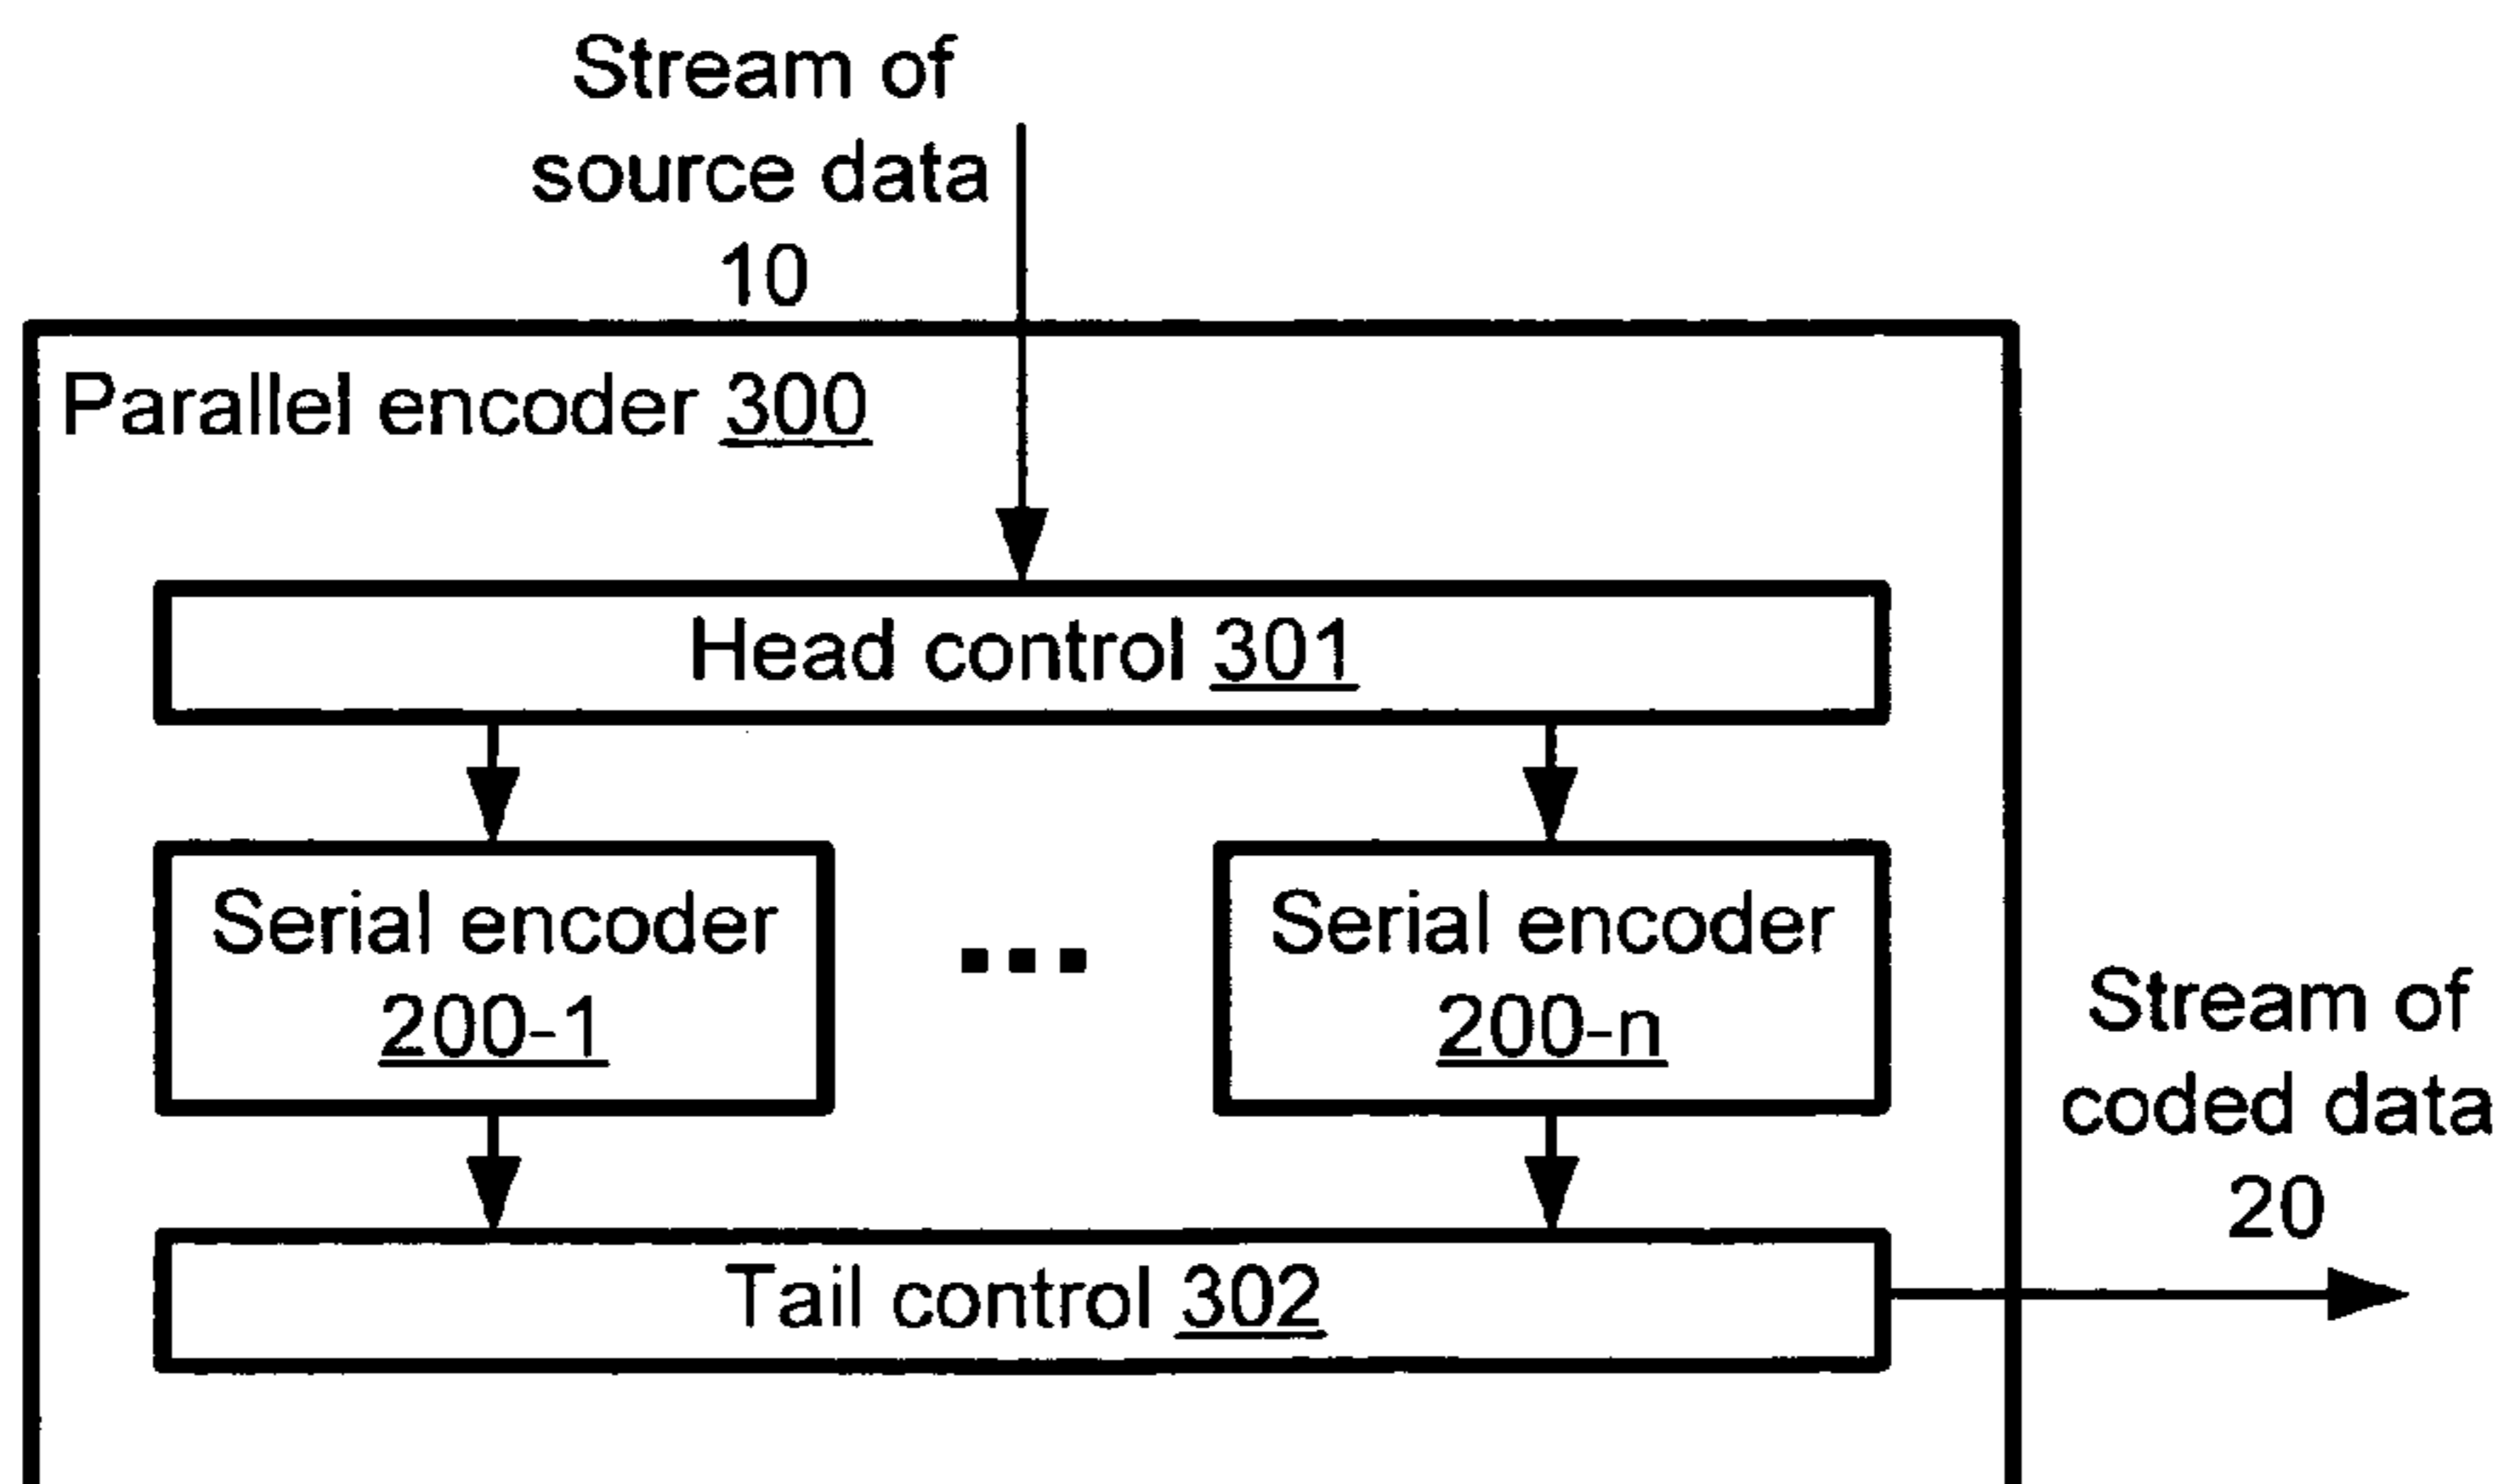 Stream of
source data
10
Parallel encoder 300
Head control 301
Serial encoder
200-1
Serial encoder
200-n
Stream of
coded data
20
Tail control 302